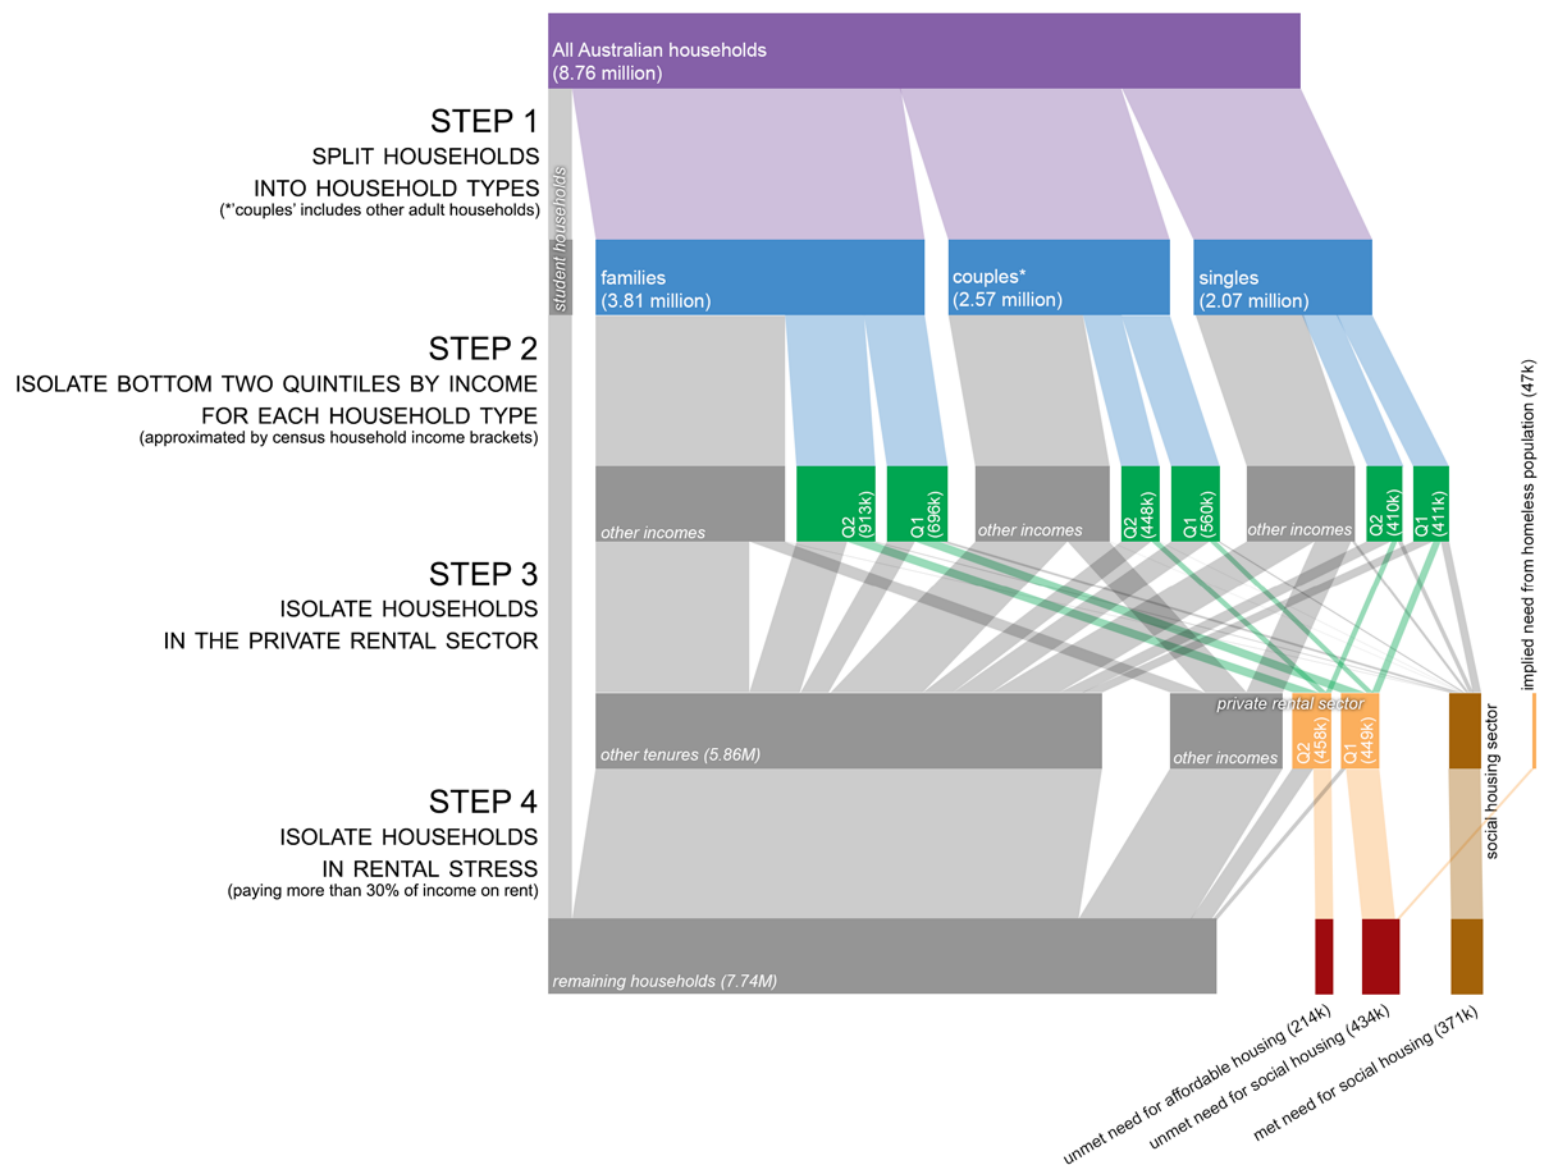 All Australian households
(8.76 million)
STEP 1
SPLIT HOUSEHOLDS
INTO HOUSEHOLD TYPES
(*'couples' includes other adult households)
student households
families
(3.81 million)
couples*
(2.57 million)
singles
(2.07 million)
STEP 2
ISOLATE BOTTOM TWO QUINTILES BY INCOME
FOR EACH HOUSEHOLD TYPE
(approximated by census household income brackets)
other incomes
Q2
(913k)
Q1
(696k)
other incomes
Q2
(448k)
Q1
(560k)
other incomes
Q2
(410k)
Q1
(411k)
implied need from homeless population (47k)
STEP 3
ISOLATE HOUSEHOLDS
IN THE PRIVATE RENTAL SECTOR
other tenures (5.86M)
private rental sector
other incomes
Q2
(458k)
Q1
(449k)
social housing sector
STEP 4
ISOLATE HOUSEHOLDS
IN RENTAL STRESS
(paying more than 30% of income on rent)
remaining households (7.74M)
unmet need for affordable housing (214k)
unmet need for social housing (434k)
met need for social housing (371k)